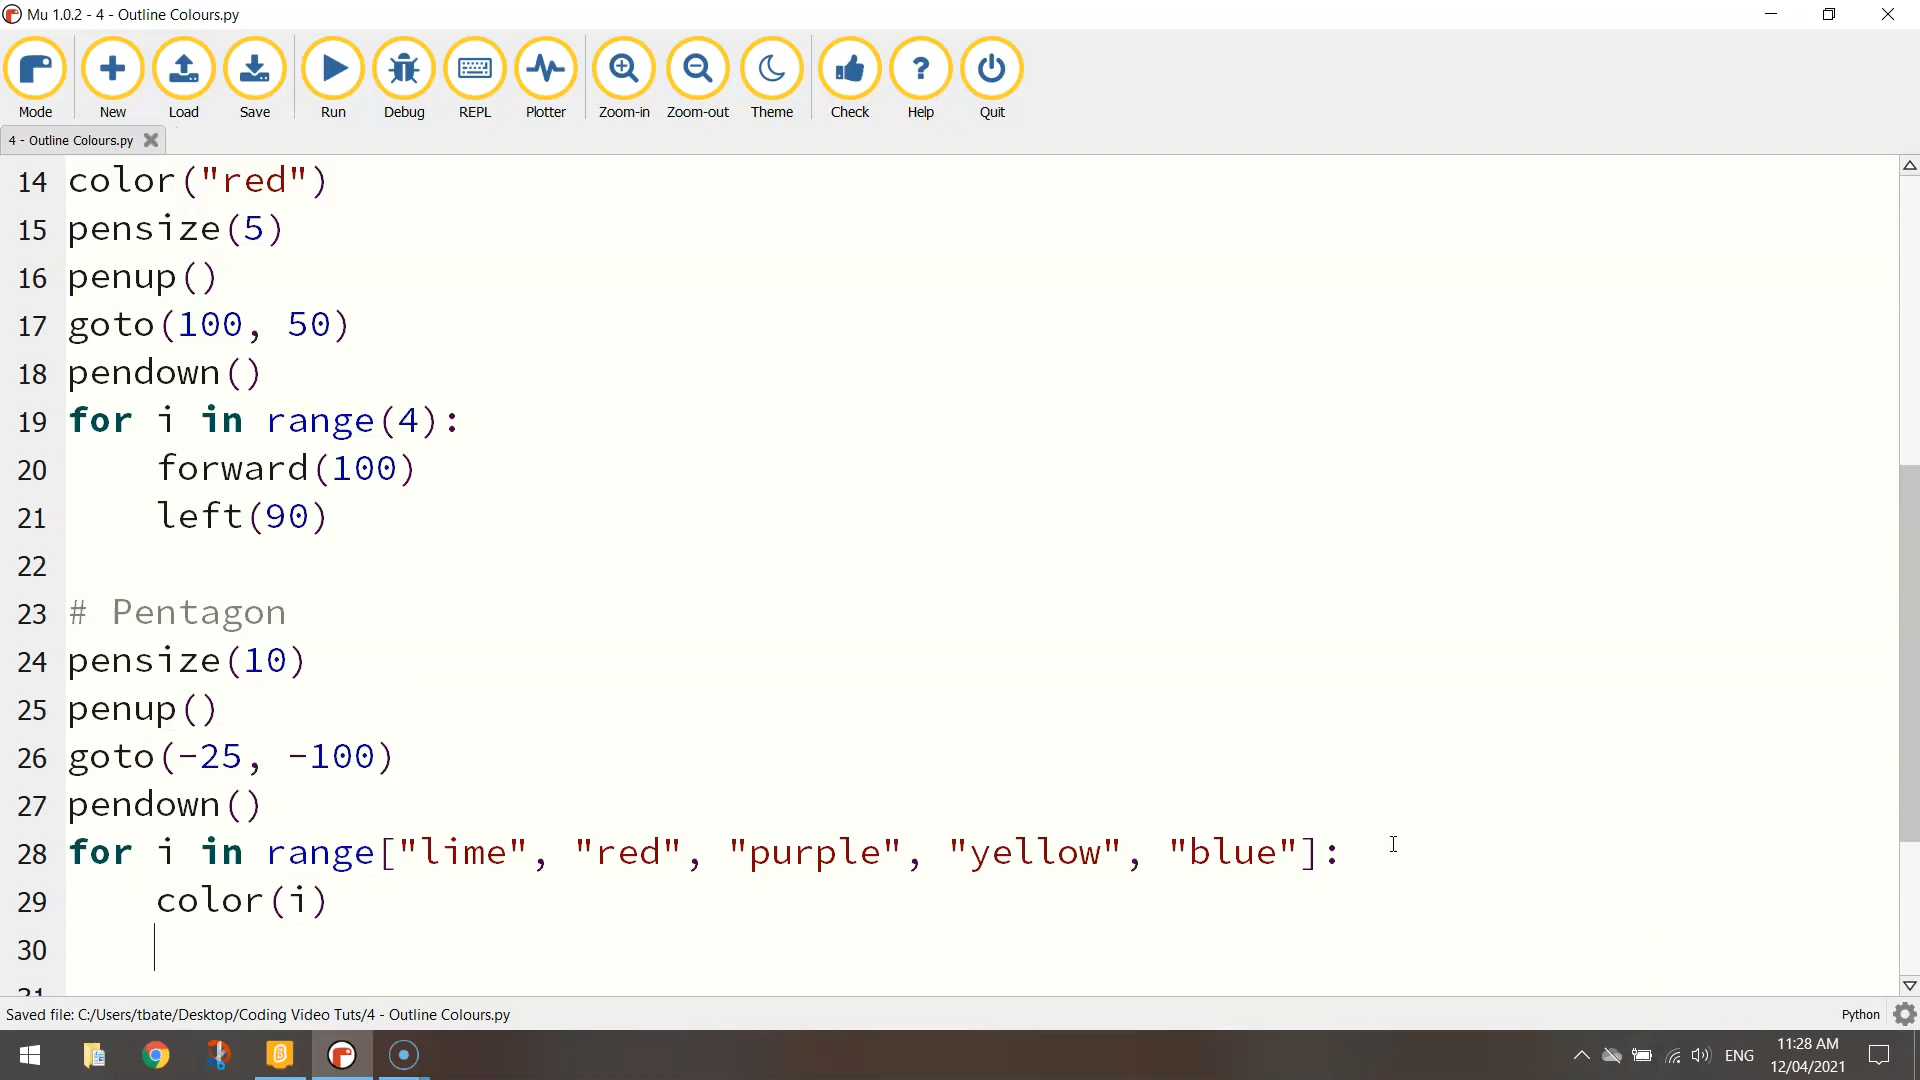 Mu 1.0.2 - 4 - Outline Colours.py
Mode New Load Save Run Debug REPL Plotter Zoom-in Zoom-out Theme Check Help Quit
4 - Outline Colours.py
14 color("red")
15 pensize(5)
16 penup()
17 goto(100, 50)
18 pendown()
19 for i in range(4):
20 forward(100)
21 left(90)
22
23 # Pentagon
24 pensize(10)
25 penup()
26 goto(-25, -100)
27 pendown()
28 for i in range["lime", "red", "purple", "yellow", "blue"]:
29 color(i)
30
31
Saved file: C:/Users/tbate/Desktop/Coding Video Tuts/4 - Outline Colours.py Python
ENG 11:28 AM
12/04/2021